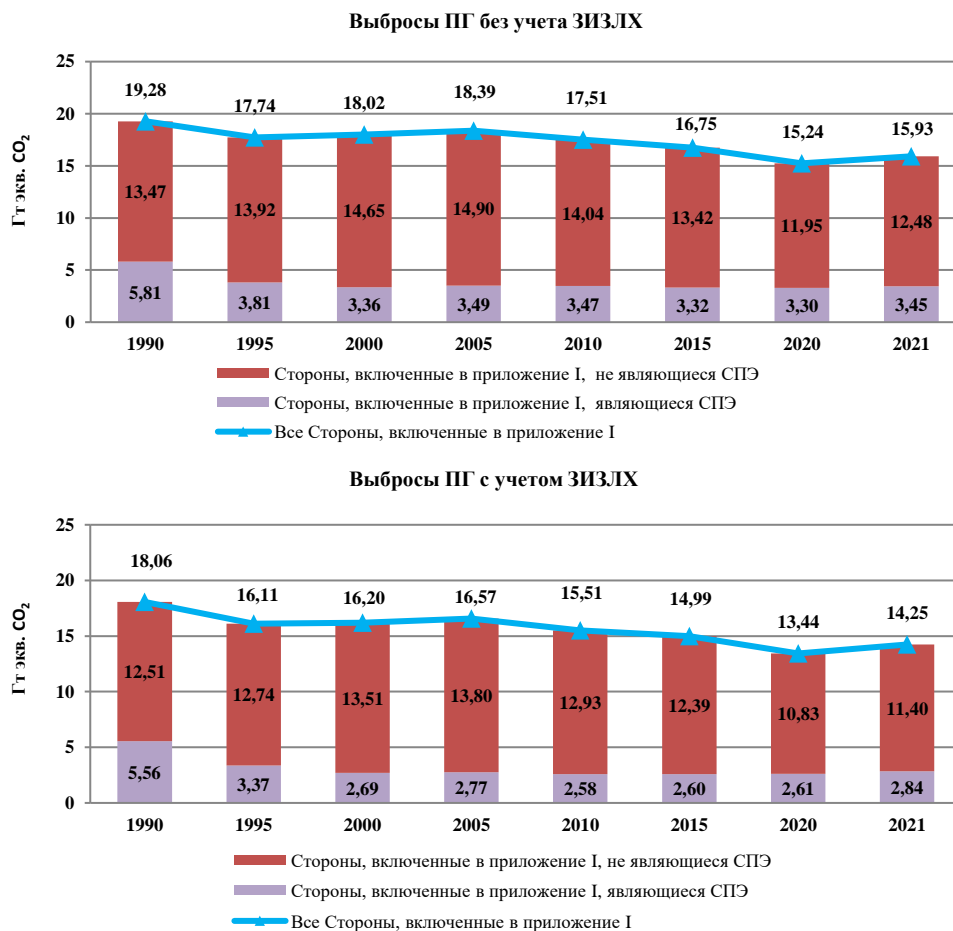 Выбросы ПГ без учета ЗИЗЛХ
Гт экв. CO₂
25
20
15
10
5
0
19,28 17,74 18,02 18,39 17,51 16,75 15,24 15,93
13,47 13,92 14,65 14,90 14,04 13,42 11,95 12,48
5,81 3,81 3,36 3,49 3,47 3,32 3,30 3,45
1990 1995 2000 2005 2010 2015 2020 2021
Стороны, включенные в приложение I, не являющиеся СПЭ
Стороны, включенные в приложение I, являющиеся СПЭ
Все Стороны, включенные в приложение I
Выбросы ПГ с учетом ЗИЗЛХ
Гт экв. CO₂
25
20
15
10
5
0
18,06 16,11 16,20 16,57 15,51 14,99 13,44 14,25
12,51 12,74 13,51 13,80 12,93 12,39 10,83 11,40
5,56 3,37 2,69 2,77 2,58 2,60 2,61 2,84
1990 1995 2000 2005 2010 2015 2020 2021
Стороны, включенные в приложение I, не являющиеся СПЭ
Стороны, включенные в приложение I, являющиеся СПЭ
Все Стороны, включенные в приложение I